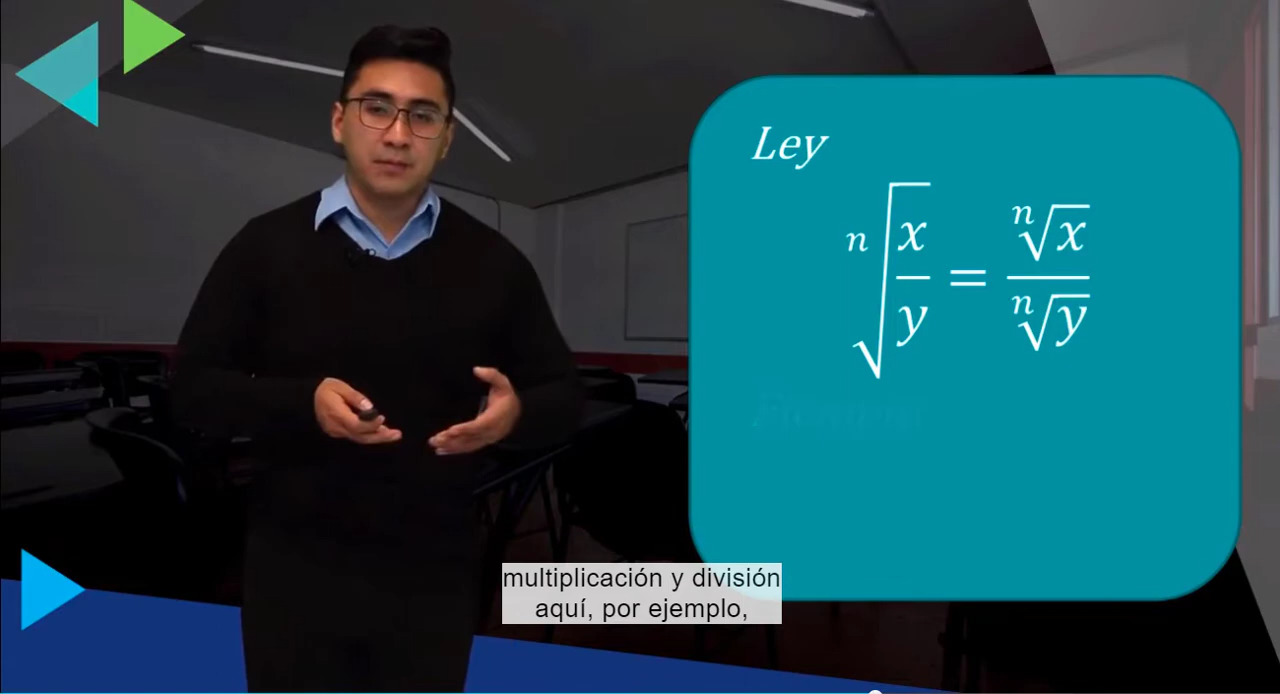 Ley
ⁿ√(x/y) = ⁿ√x / ⁿ√y
multiplicación y división
aquí, por ejemplo,